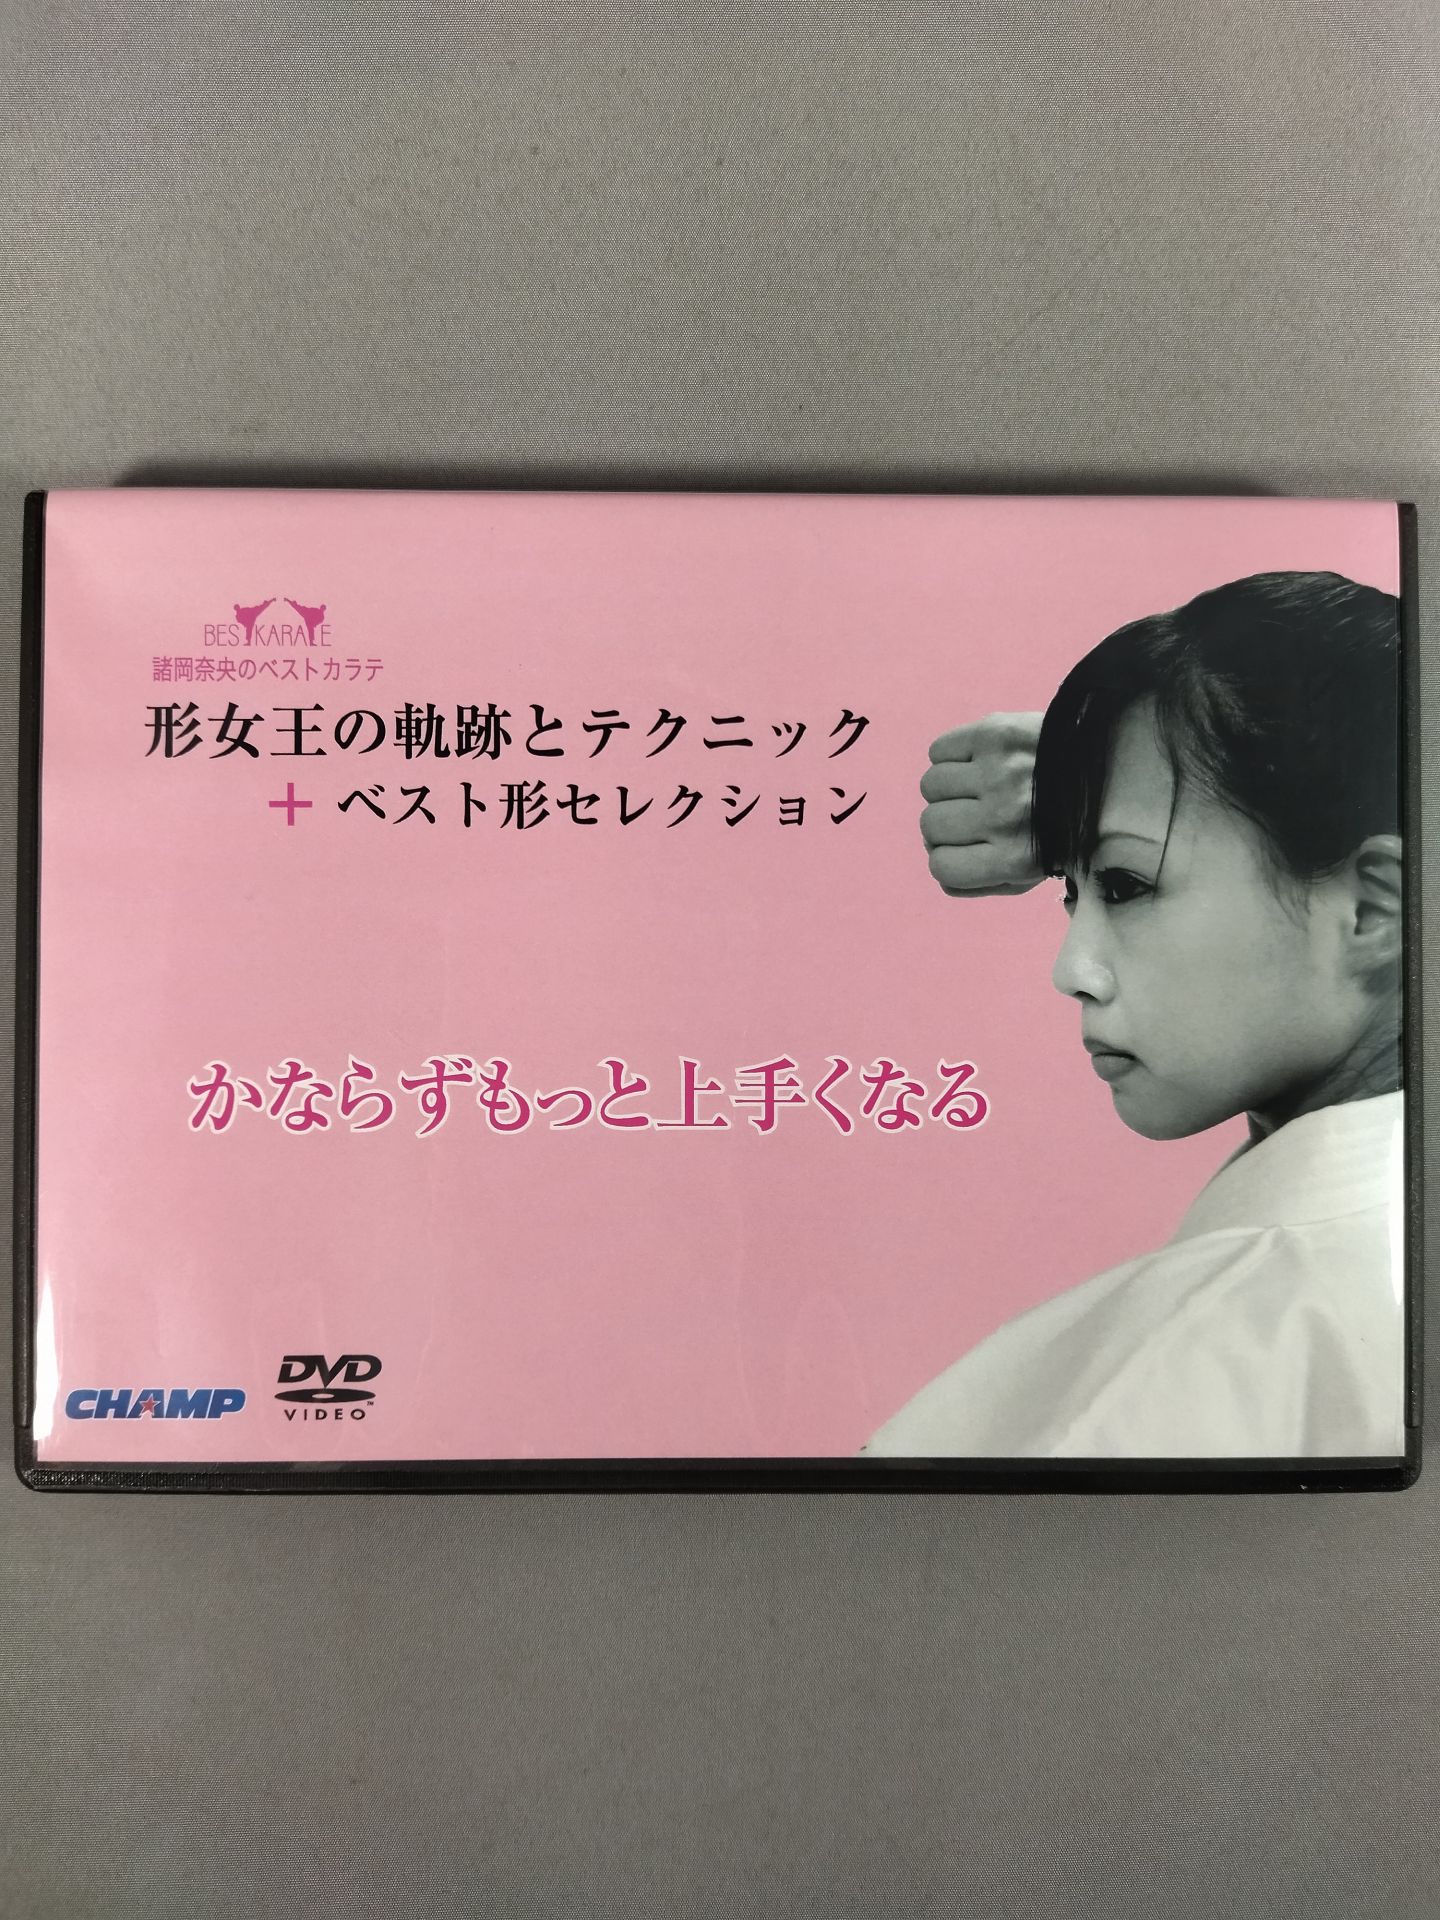 BESTKARATE
諸岡奈央のベストカラテ
形女王の軌跡とテクニック
＋ベスト形セレクション
かならずもっと上手くなる
CHAMP
DVD
VIDEO
TM